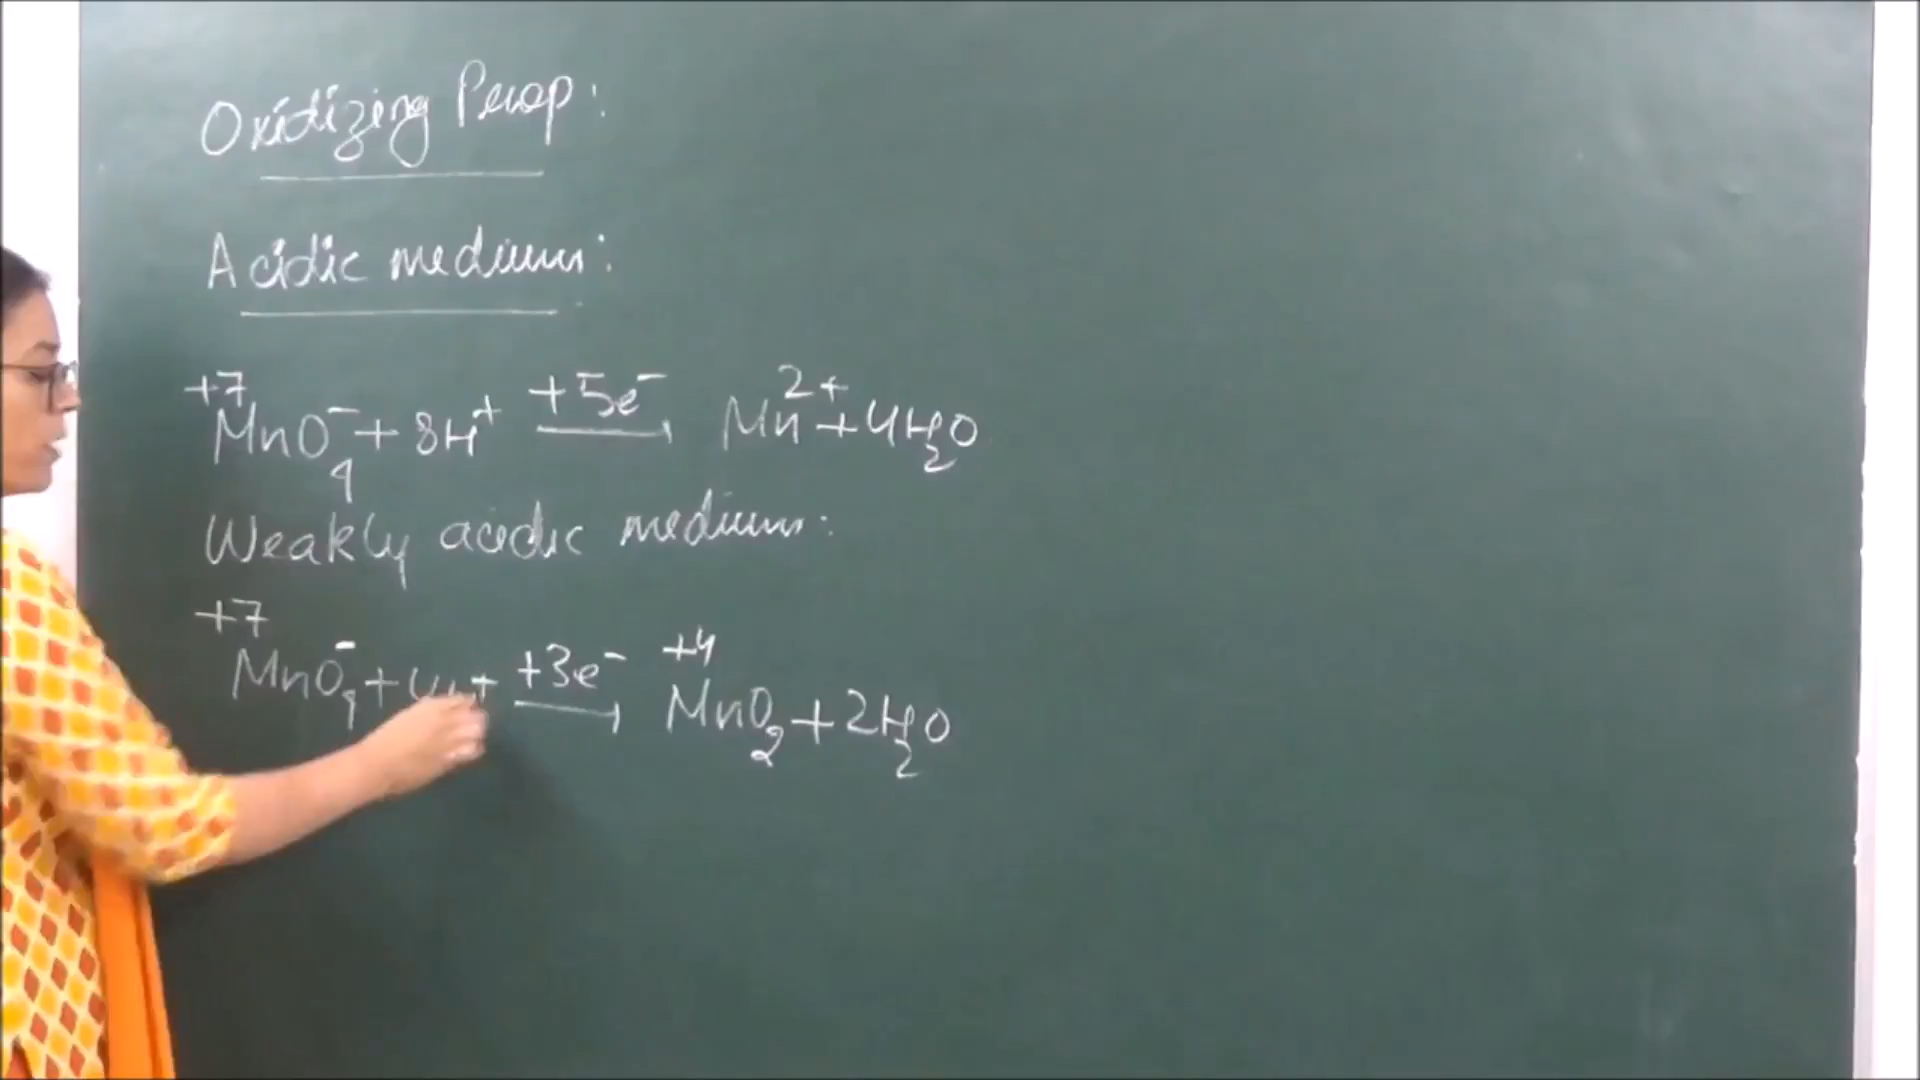 Oxidizing Prop:
Acidic medium:
+7 MnO4⁻ + 8H⁺ +5e⁻ → Mn²⁺ + 4H2O
Weakly acidic medium:
+7 MnO4⁻ + 4H⁺ +3e⁻ → +4 MnO2 + 2H2O